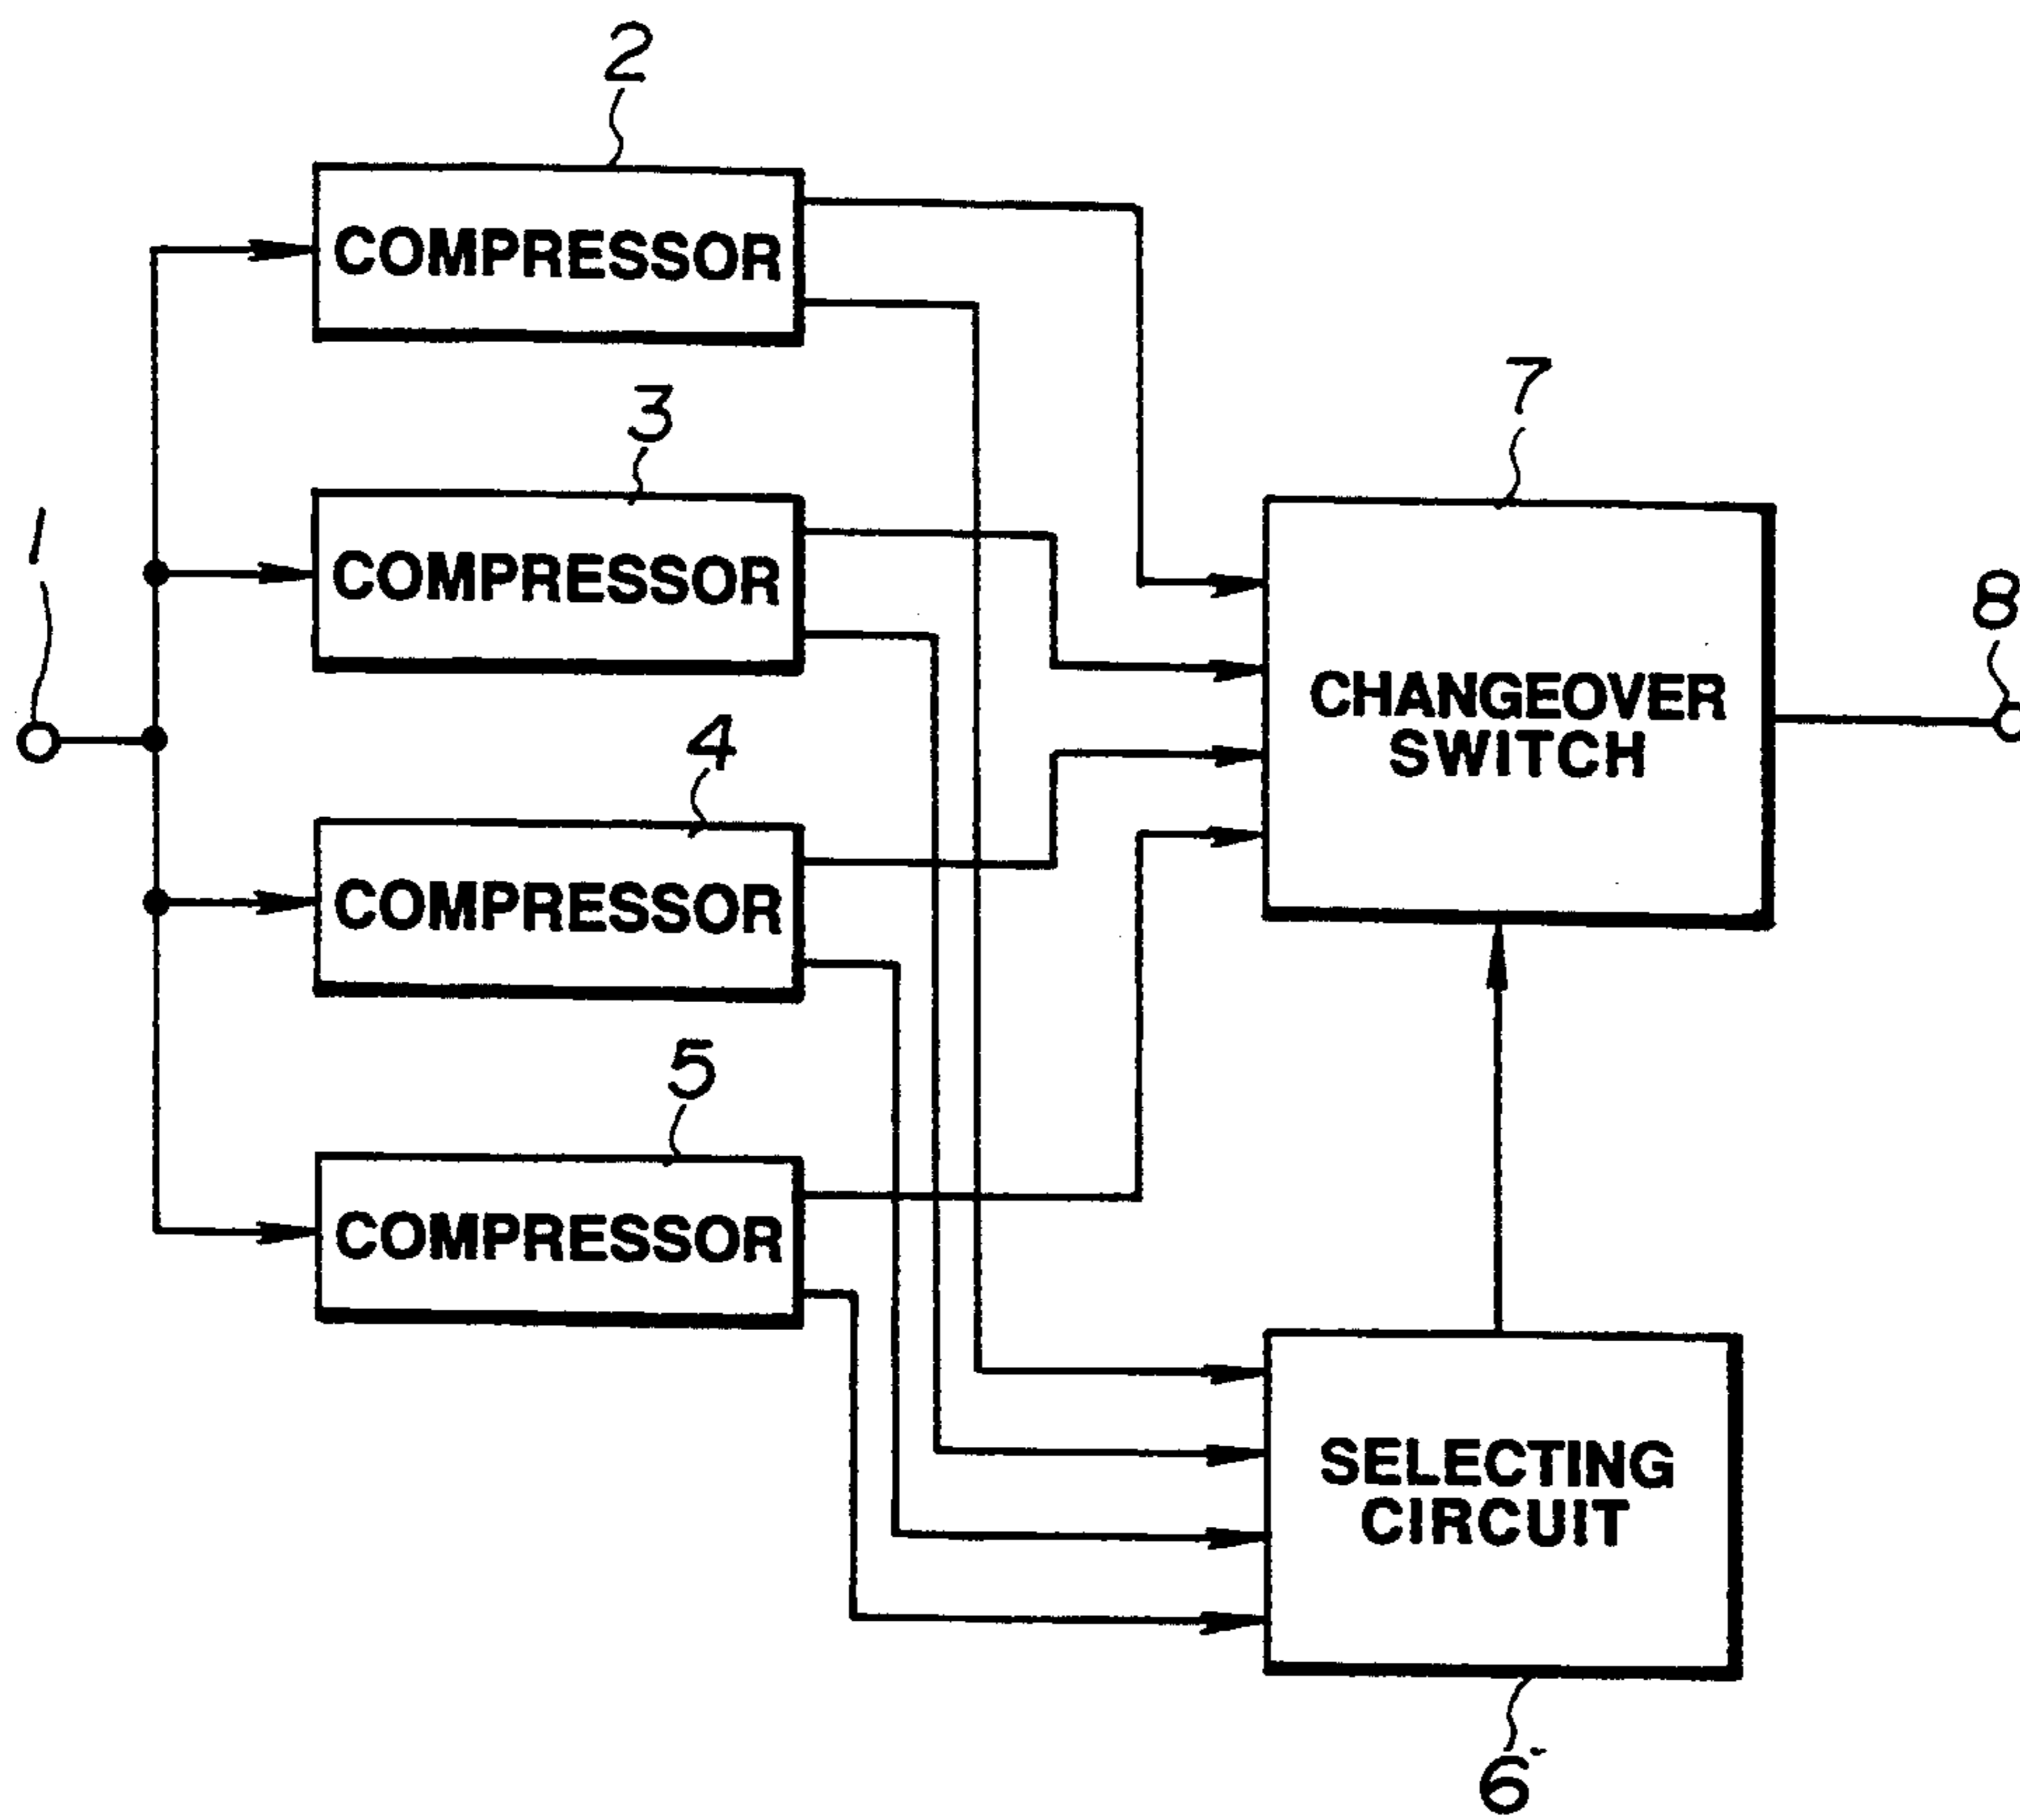 2
COMPRESSOR
3
COMPRESSOR
7
1
8
4
CHANGEOVER
SWITCH
COMPRESSOR
5
COMPRESSOR
SELECTING
CIRCUIT
6